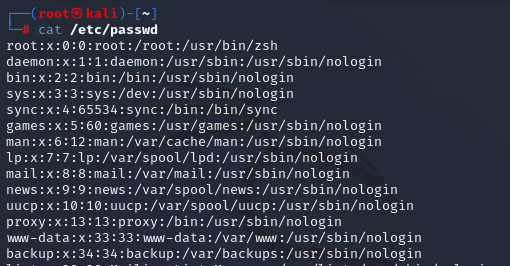 ┌──(root㉿kali)-[~]
└─# cat /etc/passwd
root:x:0:0:root:/root:/usr/bin/zsh
daemon:x:1:1:daemon:/usr/sbin:/usr/sbin/nologin
bin:x:2:2:bin:/bin:/usr/sbin/nologin
sys:x:3:3:sys:/dev:/usr/sbin/nologin
sync:x:4:65534:sync:/bin:/bin/sync
games:x:5:60:games:/usr/games:/usr/sbin/nologin
man:x:6:12:man:/var/cache/man:/usr/sbin/nologin
lp:x:7:7:lp:/var/spool/lpd:/usr/sbin/nologin
mail:x:8:8:mail:/var/mail:/usr/sbin/nologin
news:x:9:9:news:/var/spool/news:/usr/sbin/nologin
uucp:x:10:10:uucp:/var/spool/uucp:/usr/sbin/nologin
proxy:x:13:13:proxy:/bin:/usr/sbin/nologin
www-data:x:33:33:www-data:/var/www:/usr/sbin/nologin
backup:x:34:34:backup:/var/backups:/usr/sbin/nologin